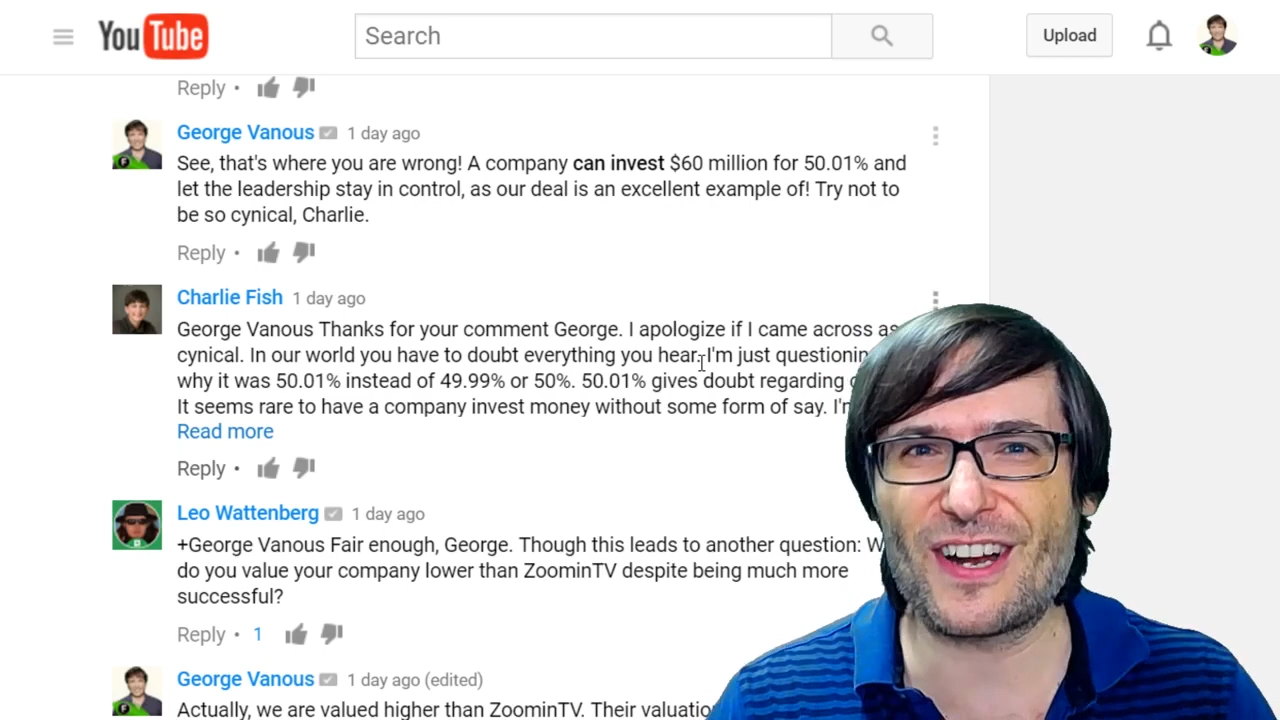 YouTube
Search
Upload
Reply •
George Vanous 1 day ago
See, that's where you are wrong! A company can invest $60 million for 50.01% and
let the leadership stay in control, as our deal is an excellent example of! Try not to
be so cynical, Charlie.
Reply •
Charlie Fish 1 day ago
George Vanous Thanks for your comment George. I apologize if I came across as
cynical. In our world you have to doubt everything you hear. I'm just
why it was 50.01% instead of 49.99% or 50%. 50.01% gives doubt regarding
It seems rare to have a company invest money without some form of say.
Read more
Reply •
Leo Wattenberg 1 day ago
+George Vanous Fair enough, George. Though this leads to another question:
do you value your company lower than ZoominTV despite being much more
successful?
Reply • 1
George Vanous 1 day ago (edited)
Actually, we are valued higher than ZoominTV. Their